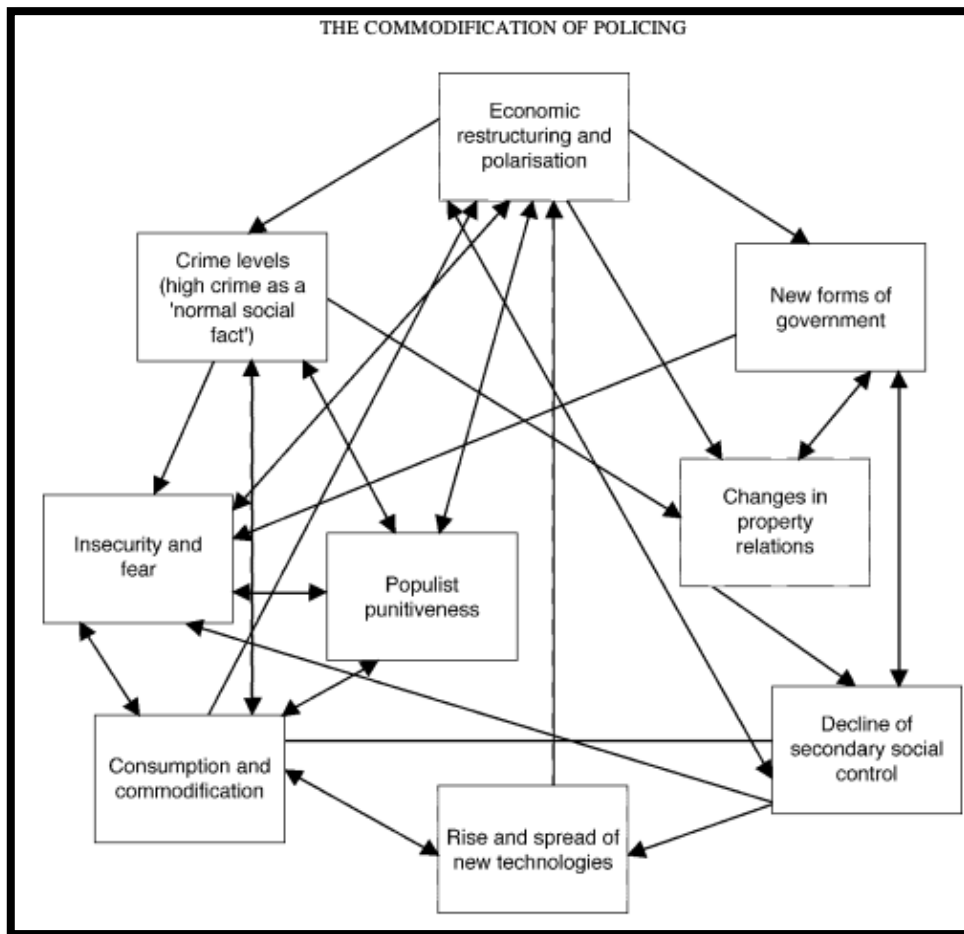 THE COMMODIFICATION OF POLICING
Economic
restructuring and
polarisation
Crime levels
(high crime as a
'normal social
fact')
New forms of
government
Changes in
property
relations
Insecurity and
fear
Populist
punitiveness
Decline of
secondary social
control
Consumption and
commodification
Rise and spread of
new technologies